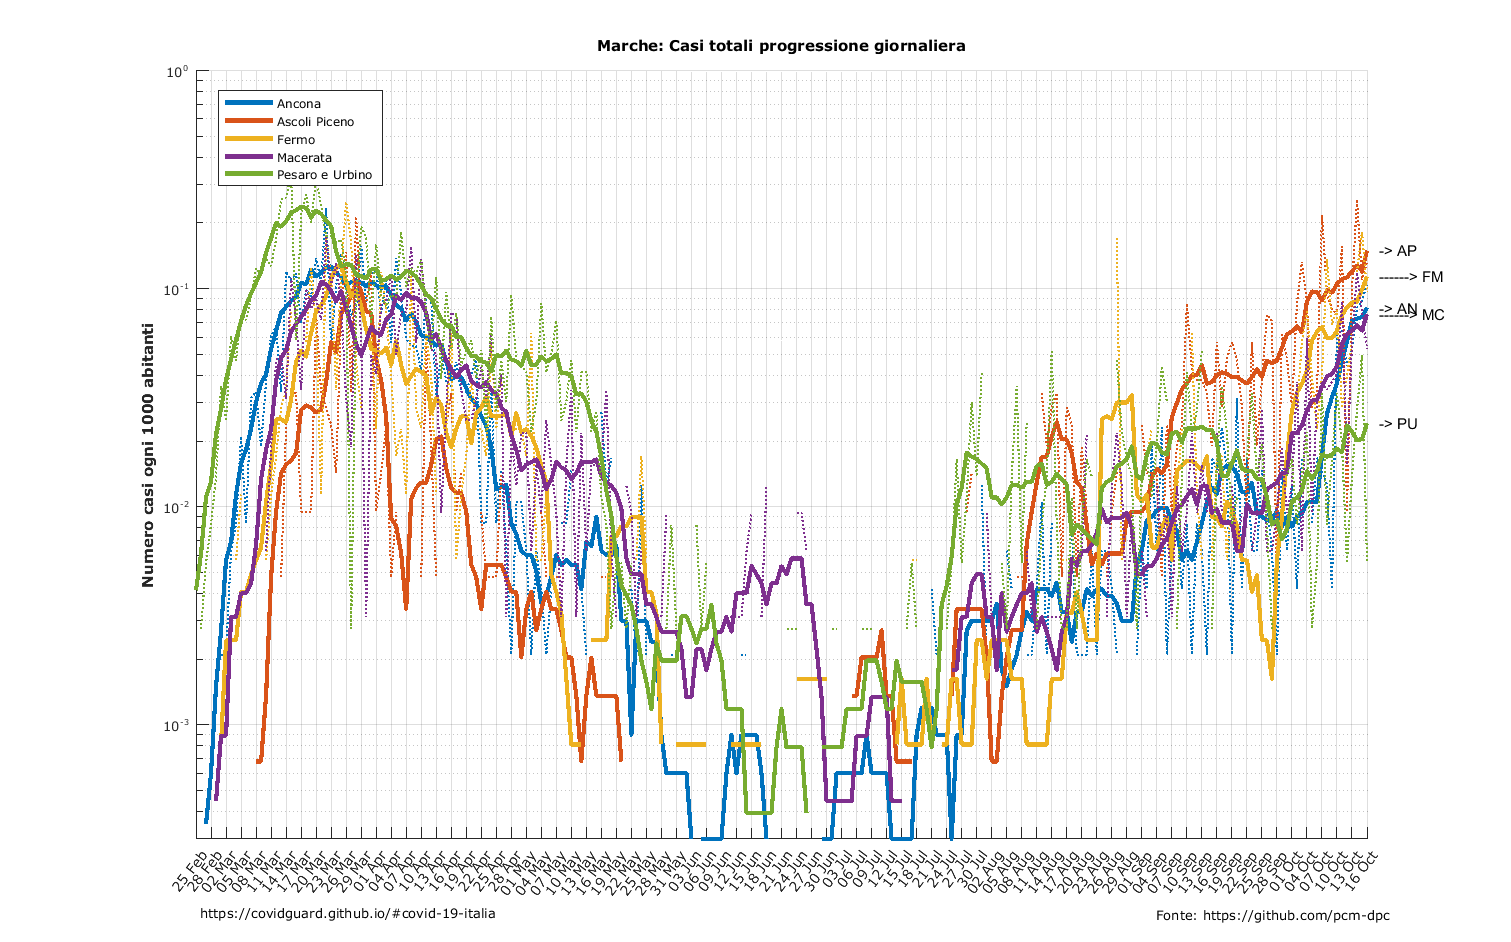 Marche: Casi totali progressione giornaliera
10^0
10^-1
10^-2
10^-3
Numero casi ogni 1000 abitanti
Ancona
Ascoli Piceno
Fermo
Macerata
Pesaro e Urbino
-> AP
------> FM
-> AN
------> MC
-> PU
25 Feb
28 Feb
02 Mar
05 Mar
08 Mar
11 Mar
14 Mar
17 Mar
20 Mar
23 Mar
26 Mar
29 Mar
01 Apr
04 Apr
07 Apr
10 Apr
13 Apr
16 Apr
19 Apr
22 Apr
25 Apr
28 Apr
01 May
04 May
07 May
10 May
13 May
16 May
19 May
22 May
25 May
28 May
31 May
03 Jun
06 Jun
09 Jun
12 Jun
15 Jun
18 Jun
21 Jun
24 Jun
27 Jun
30 Jun
03 Jul
06 Jul
09 Jul
12 Jul
15 Jul
18 Jul
21 Jul
24 Jul
27 Jul
30 Jul
02 Aug
05 Aug
08 Aug
11 Aug
14 Aug
17 Aug
20 Aug
23 Aug
26 Aug
29 Aug
01 Sep
04 Sep
07 Sep
10 Sep
13 Sep
16 Sep
19 Sep
22 Sep
25 Sep
28 Sep
01 Oct
04 Oct
07 Oct
10 Oct
13 Oct
16 Oct
https://covidguard.github.io/#covid-19-italia
Fonte: https://github.com/pcm-dpc